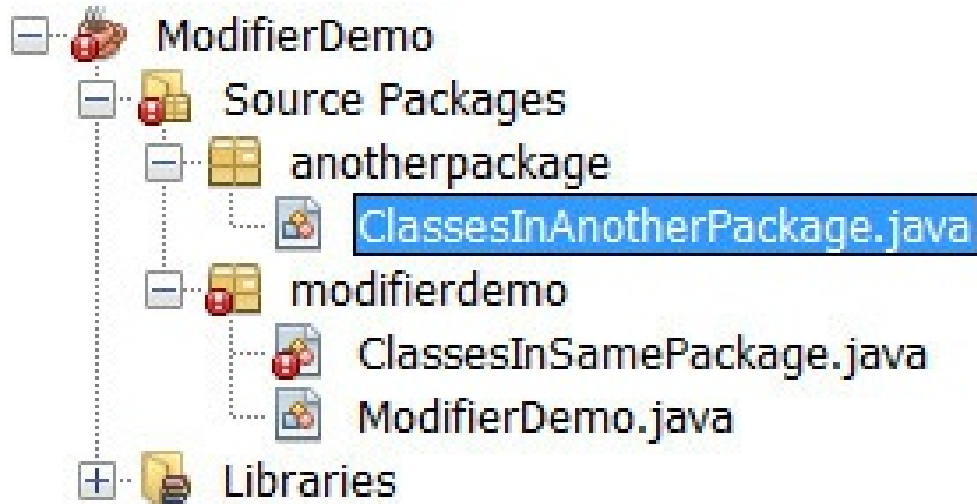 ModifierDemo
Source Packages
anotherpackage
ClassesInAnotherPackage.java
modifierdemo
ClassesInSamePackage.java
ModifierDemo.java
Libraries